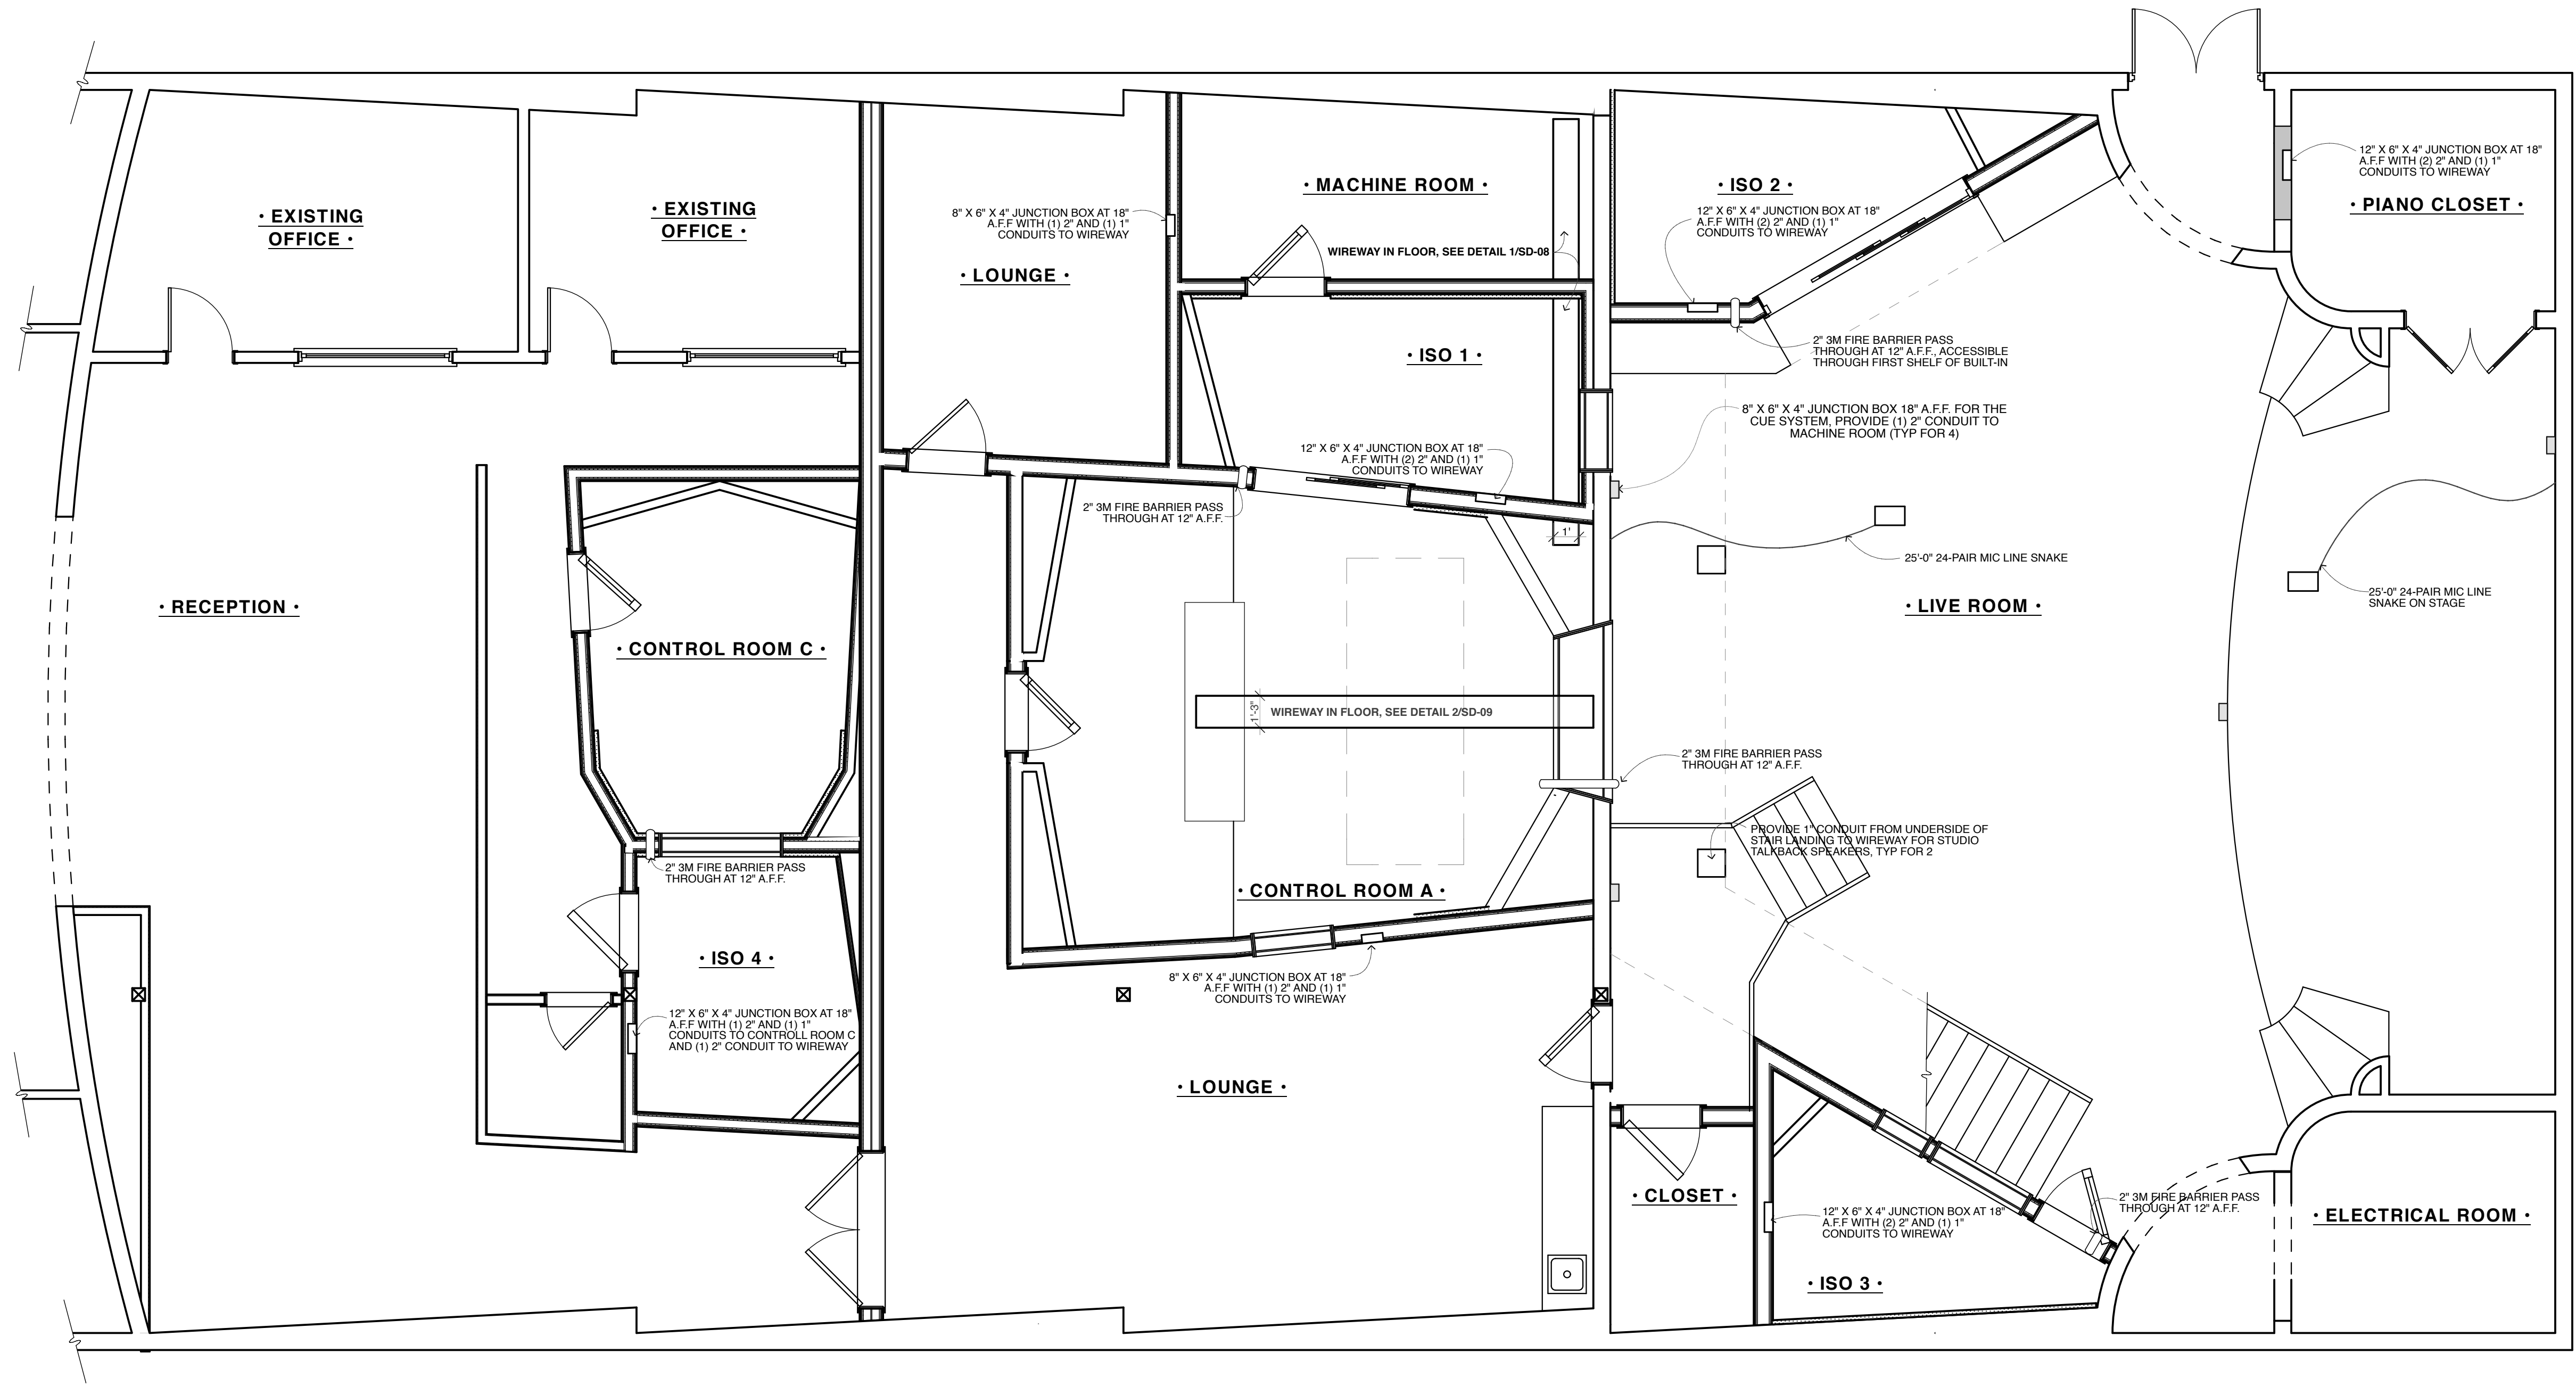 • EXISTING
OFFICE •
• EXISTING
OFFICE •
8" X 6" X 4" JUNCTION BOX AT 18"
A.F.F WITH (1) 2" AND (1) 1"
CONDUITS TO WIREWAY
• LOUNGE •
• MACHINE ROOM •
WIREWAY IN FLOOR, SEE DETAIL 1/SD-08
• ISO 2 •
12" X 6" X 4" JUNCTION BOX AT 18"
A.F.F WITH (2) 2" AND (1) 1"
CONDUITS TO WIREWAY
12" X 6" X 4" JUNCTION BOX AT 18"
A.F.F WITH (2) 2" AND (1) 1"
CONDUITS TO WIREWAY
• PIANO CLOSET •
• ISO 1 •
2" 3M FIRE BARRIER PASS
THROUGH AT 12" A.F.F., ACCESSIBLE
THROUGH FIRST SHELF OF BUILT-IN
8" X 6" X 4" JUNCTION BOX 18" A.F.F. FOR THE
CUE SYSTEM, PROVIDE (1) 2" CONDUIT TO
MACHINE ROOM (TYP FOR 4)
12" X 6" X 4" JUNCTION BOX AT 18"
A.F.F WITH (2) 2" AND (1) 1"
CONDUITS TO WIREWAY
2" 3M FIRE BARRIER PASS
THROUGH AT 12" A.F.F.
1'
25'-0" 24-PAIR MIC LINE SNAKE
25'-0" 24-PAIR MIC LINE
SNAKE ON STAGE
• RECEPTION •
• LIVE ROOM •
• CONTROL ROOM C •
1'-3"
WIREWAY IN FLOOR, SEE DETAIL 2/SD-09
2" 3M FIRE BARRIER PASS
THROUGH AT 12" A.F.F.
PROVIDE 1" CONDUIT FROM UNDERSIDE OF
STAIR LANDING TO WIREWAY FOR STUDIO
TALKBACK SPEAKERS, TYP FOR 2
2" 3M FIRE BARRIER PASS
THROUGH AT 12" A.F.F.
• CONTROL ROOM A •
• ISO 4 •
8" X 6" X 4" JUNCTION BOX AT 18"
A.F.F WITH (1) 2" AND (1) 1"
CONDUITS TO WIREWAY
12" X 6" X 4" JUNCTION BOX AT 18"
A.F.F WITH (1) 2" AND (1) 1"
CONDUITS TO CONTROLL ROOM C
AND (1) 2" CONDUIT TO WIREWAY
• LOUNGE •
• CLOSET •
12" X 6" X 4" JUNCTION BOX AT 18"
A.F.F WITH (2) 2" AND (1) 1"
CONDUITS TO WIREWAY
2" 3M FIRE BARRIER PASS
THROUGH AT 12" A.F.F.
• ELECTRICAL ROOM •
• ISO 3 •